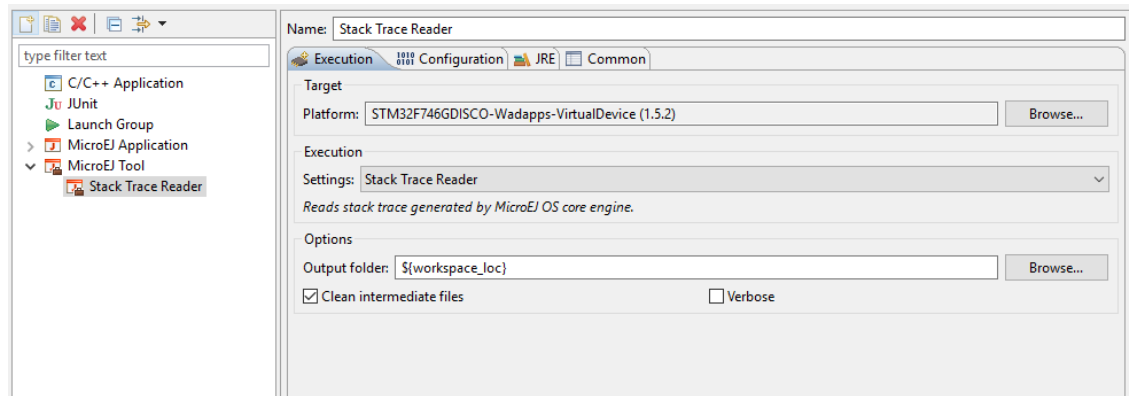 type filter text
C/C++ Application
JUnit
Launch Group
MicroEJ Application
MicroEJ Tool
Stack Trace Reader
Name: Stack Trace Reader
Execution Configuration JRE Common
Target
Platform: STM32F746GDISCO-Wadapps-VirtualDevice (1.5.2) Browse...
Execution
Settings: Stack Trace Reader
Reads stack trace generated by MicroEJ OS core engine.
Options
Output folder: ${workspace_loc} Browse...
Clean intermediate files Verbose